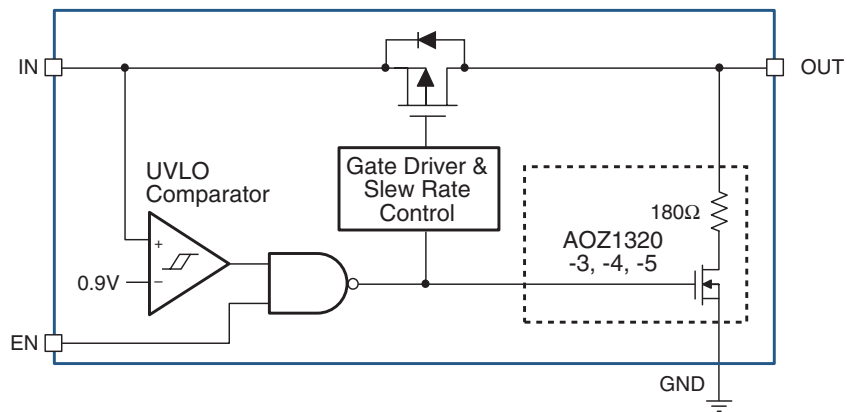 IN
OUT
UVLO
Comparator
Gate Driver &
Slew Rate
Control
180Ω
AOZ1320
-3, -4, -5
+
0.9V
−
EN
GND